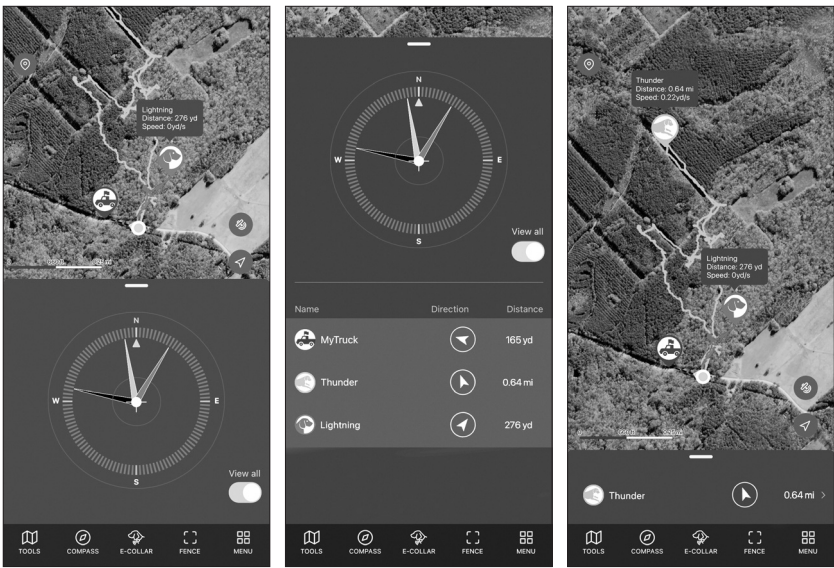 Lightning
Distance: 276 yd
Speed: 0yd/s
0
N
W
E
S
View all
TOOLS
COMPASS
E-COLLAR
FENCE
MENU
N
W
E
S
View all
Name Direction Distance
MyTruck 165 yd
Thunder 0.64 mi
Lightning 276 yd
TOOLS
COMPASS
E-COLLAR
FENCE
MENU
Thunder
Distance: 0.64 mi
Speed: 0.22yd/s
Lightning
Distance: 276 yd
Speed: 0yd/s
Thunder 0.64 mi >
TOOLS
COMPASS
E-COLLAR
FENCE
MENU